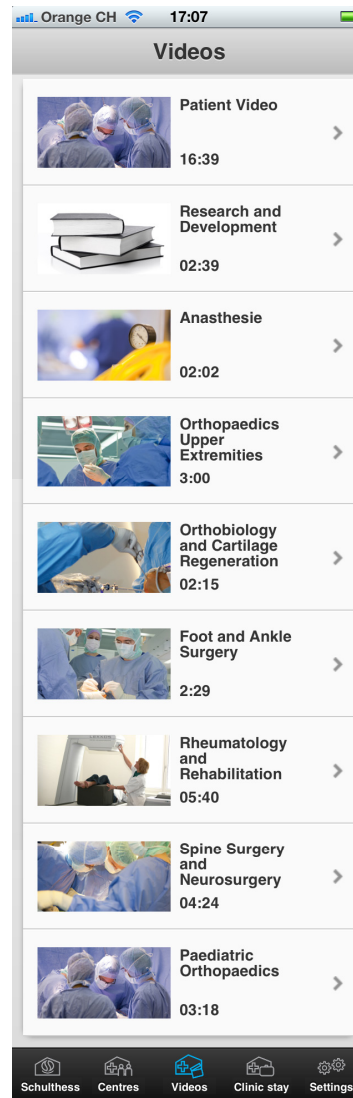 Orange CH 17:07
Videos
Patient Video
16:39
Research and
Development
02:39
Anasthesie
02:02
Orthopaedics
Upper
Extremities
3:00
Orthobiology
and Cartilage
Regeneration
02:15
Foot and Ankle
Surgery
2:29
Rheumatology
and
Rehabilitation
05:40
Spine Surgery
and
Neurosurgery
04:24
Paediatric
Orthopaedics
03:18
Schulthess Centres Videos Clinic stay Settings